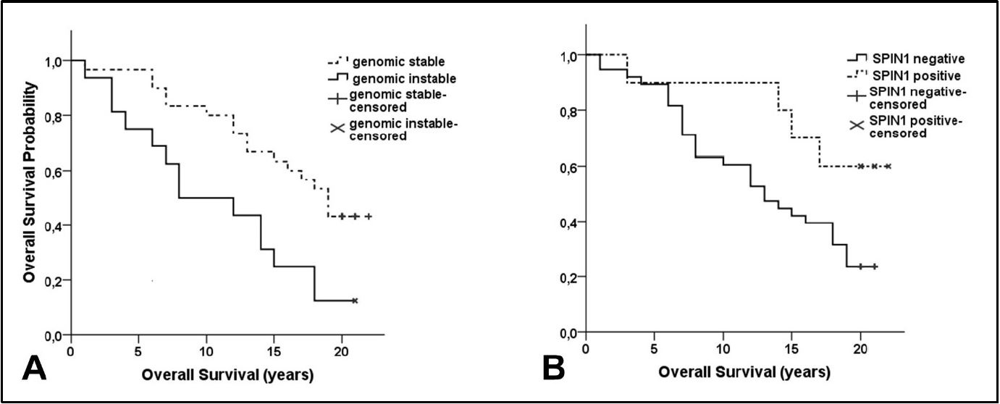 1,0
0,8
0,6
0,4
0,2
0,0
0
5
10
15
20
Overall Survival Probability
Overall Survival (years)
genomic stable
genomic instable
genomic stable-
censored
genomic instable-
censored
A
1,0
0,8
0,6
0,4
0,2
0,0
0
5
10
15
20
Overall Survival (years)
SPIN1 negative
SPIN1 positive
SPIN1 negative-
censored
SPIN1 positive-
censored
B